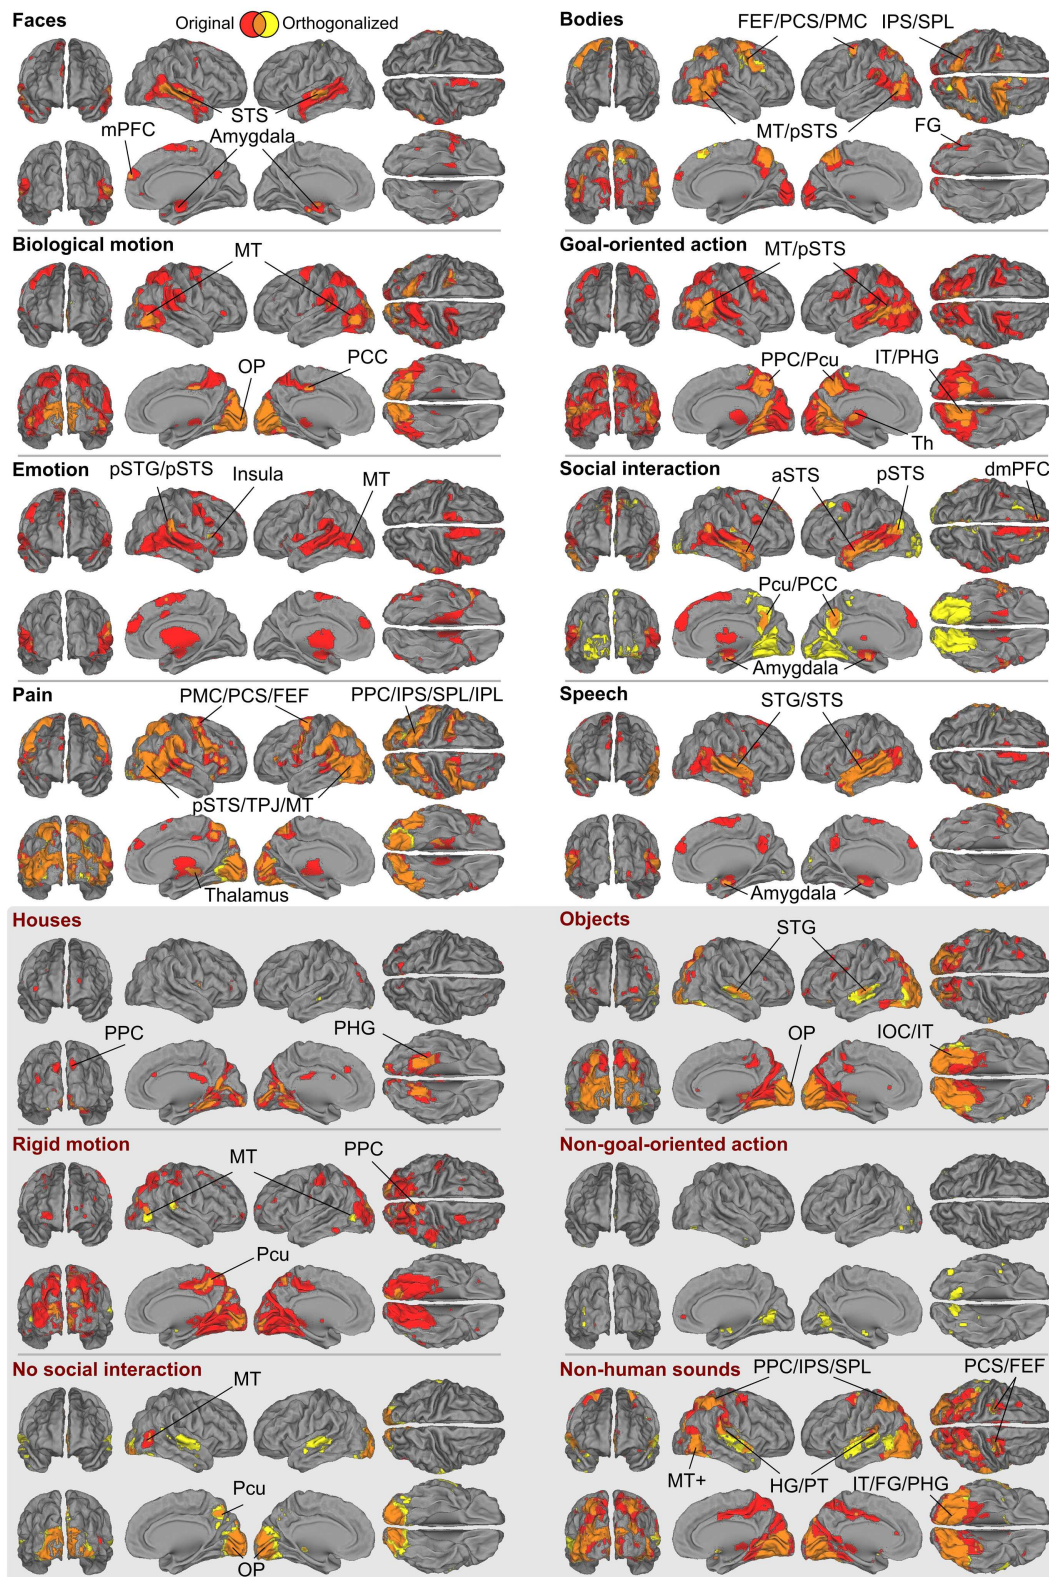 Faces
Original Orthogonalized
STS
Amygdala
mPFC
Bodies
FEF/PCS/PMC IPS/SPL
MT/pSTS
FG
Biological motion
MT
OP
PCC
Goal-oriented action
MT/pSTS
PPC/Pcu
IT/PHG
Th
Emotion
pSTG/pSTS
Insula
MT
Social interaction
aSTS
pSTS
dmPFC
Pcu/PCC
Amygdala
Pain
PMC/PCS/FEF PPC/IPS/SPL/IPL
pSTS/TPJ/MT
Thalamus
Speech
STG/STS
Amygdala
Houses
PPC
PHG
Objects
STG
OP
IOC/IT
Rigid motion
MT
PPC
Pcu
Non-goal-oriented action
No social interaction
MT
Pcu
OP
Non-human sounds
PPC/IPS/SPL
PCS/FEF
MT+
HG/PT
IT/FG/PHG